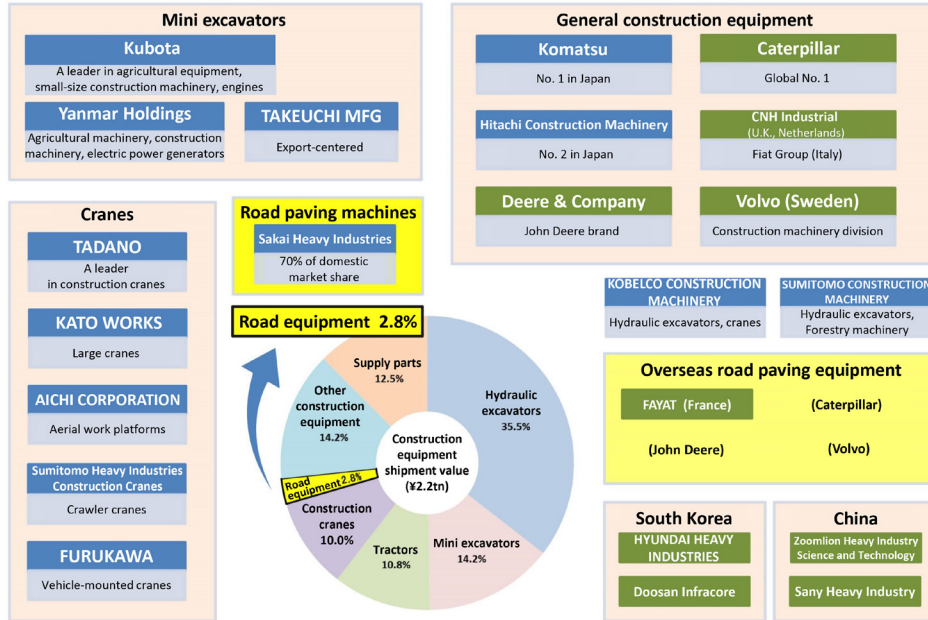 Mini excavators
Kubota
A leader in agricultural equipment,
small-size construction machinery, engines
Yanmar Holdings
Agricultural machinery, construction
machinery, electric power generators
TAKEUCHI MFG
Export-centered
General construction equipment
Komatsu
No. 1 in Japan
Caterpillar
Global No. 1
Hitachi Construction Machinery
No. 2 in Japan
CNH Industrial
(U.K., Netherlands)
Fiat Group (Italy)
Deere & Company
John Deere brand
Volvo (Sweden)
Construction machinery division
Cranes
TADANO
A leader
in construction cranes
KATO WORKS
Large cranes
AICHI CORPORATION
Aerial work platforms
Sumitomo Heavy Industries
Construction Cranes
Crawler cranes
FURUKAWA
Vehicle-mounted cranes
Road paving machines
Sakai Heavy Industries
70% of domestic
market share
Road equipment 2.8%
Supply parts
12.5%
Hydraulic
excavators
35.5%
Other
construction
equipment
14.2%
Construction
equipment
shipment value
(¥2.2tn)
Road
equipment 2.8%
Construction
cranes
10.0%
Tractors
10.8%
Mini excavators
14.2%
KOBELCO CONSTRUCTION
MACHINERY
Hydraulic excavators, cranes
SUMITOMO CONSTRUCTION
MACHINERY
Hydraulic excavators,
Forestry machinery
Overseas road paving equipment
FAYAT (France)
(Caterpillar)
(John Deere)
(Volvo)
South Korea
HYUNDAI HEAVY
INDUSTRIES
Doosan Infracore
China
Zoomlion Heavy Industry
Science and Technology
Sany Heavy Industry